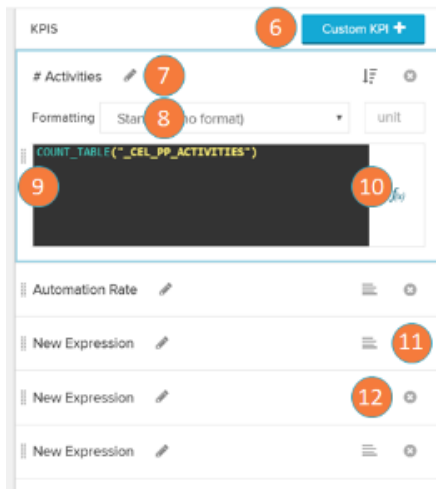 KPIS 6 Custom KPI +
# Activities 7
Formatting 8 unit
COUNT_TABLE("_CEL_PP_ACTIVITIES")
9 10
Automation Rate
New Expression 11
New Expression 12
New Expression